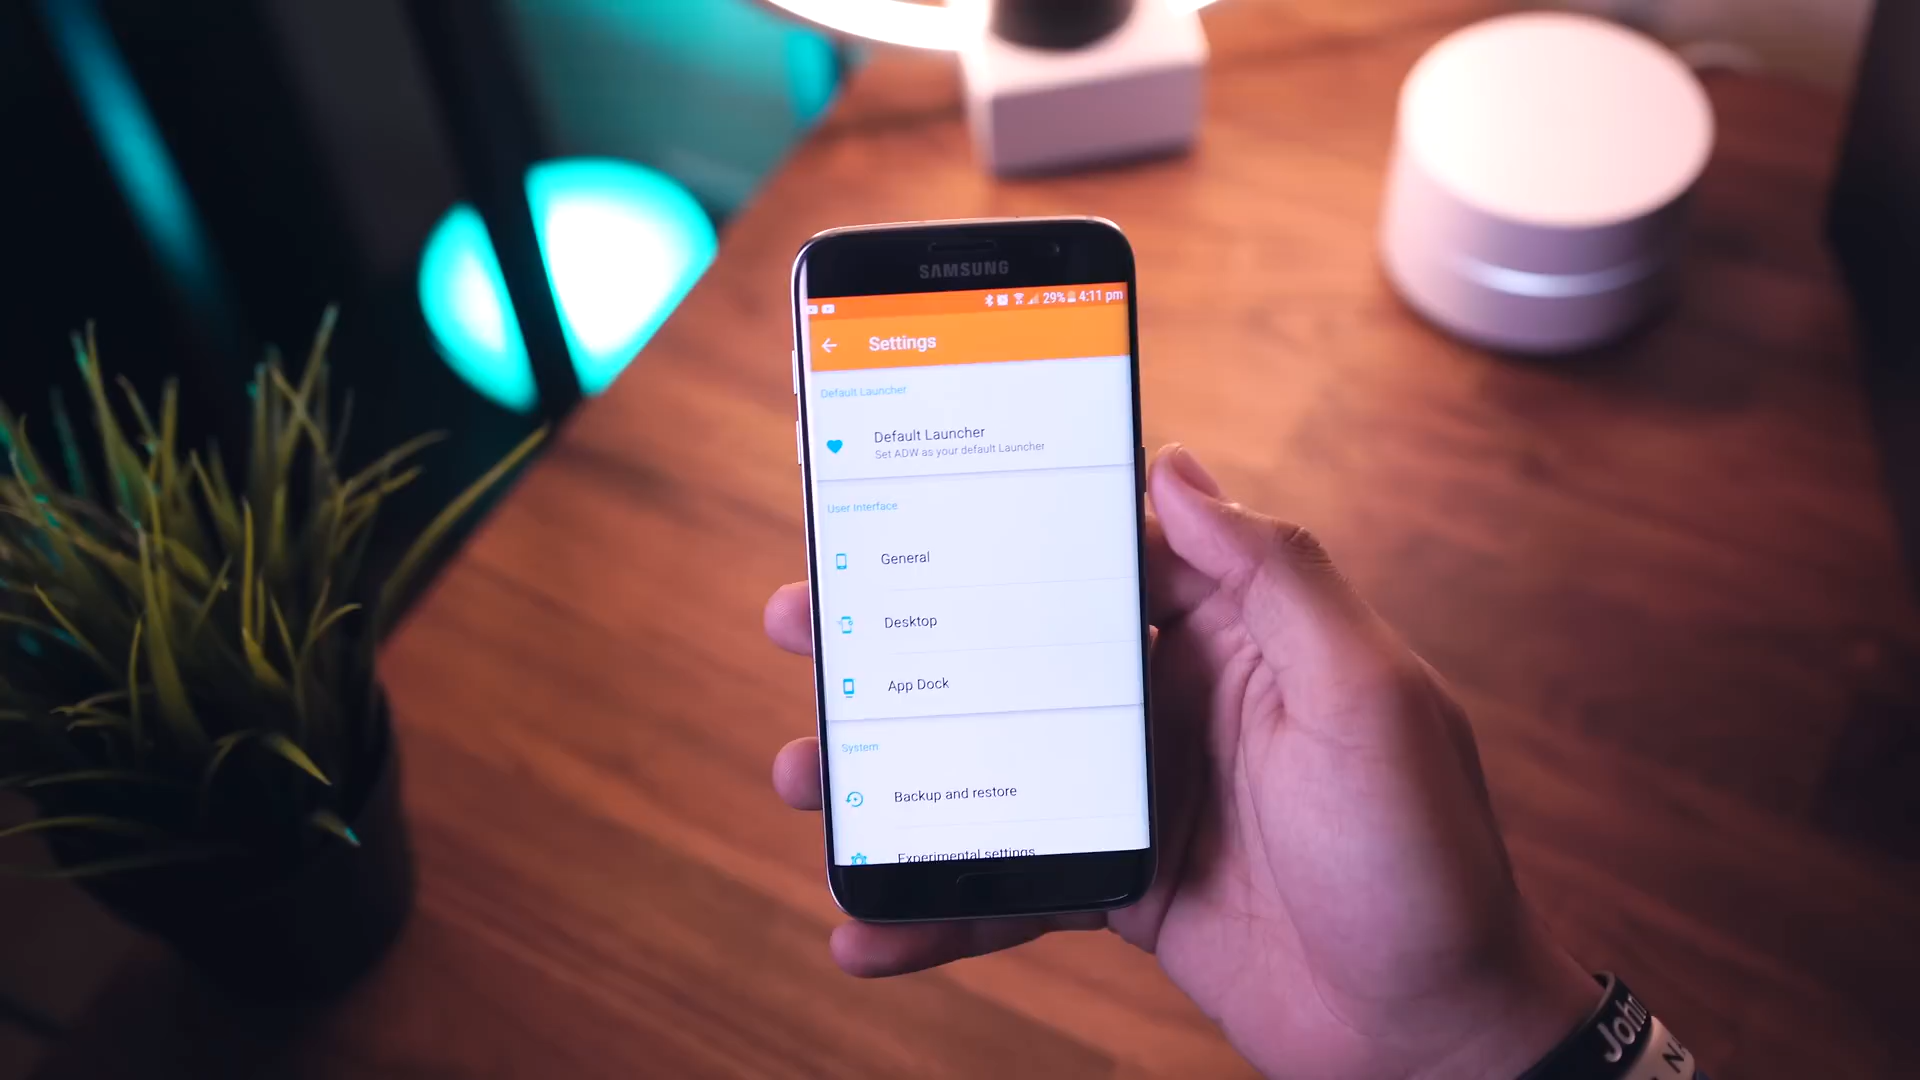 SAMSUNG
29% 4:11 pm
Settings
Default Launcher
Default Launcher
Set ADW as your default Launcher
User Interface
General
Desktop
App Dock
System
Backup and restore
Experimental settings
John